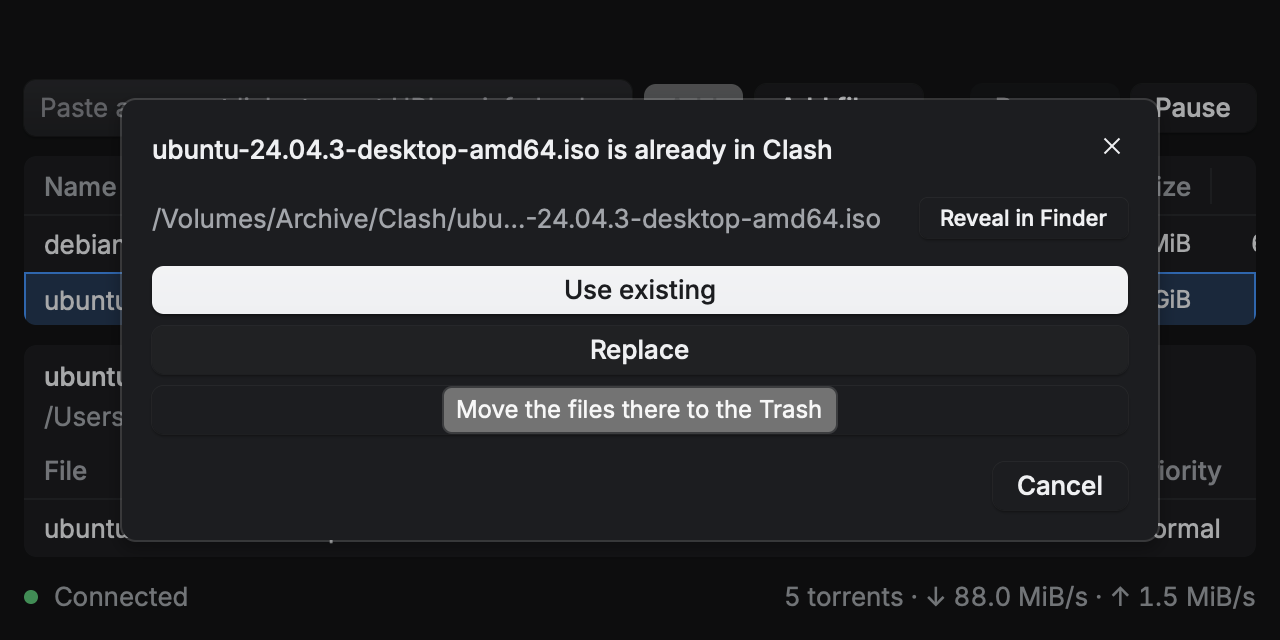 Paste a
Add fil
Pause
ubuntu-24.04.3-desktop-amd64.iso is already in Clash
Name
ize
/Volumes/Archive/Clash/ubu...-24.04.3-desktop-amd64.iso
Reveal in Finder
debian
MiB
Use existing
ubuntu
GiB
Replace
ubuntu
Move the files there to the Trash
/Users
File
iority
Cancel
ubuntu
ormal
Connected
5 torrents · ↓ 88.0 MiB/s · ↑ 1.5 MiB/s